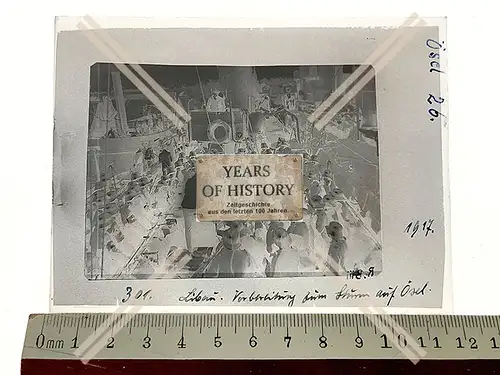 Ösel 26.
YEARS
OF HISTORY
Zeitgeschichte
aus den letzten 100 Jahren
1917.
Libau. Vorbereitung zum Sturm auf Ösel.
0mm 1 2 3 4 5 6 7 8 9 10 11 12